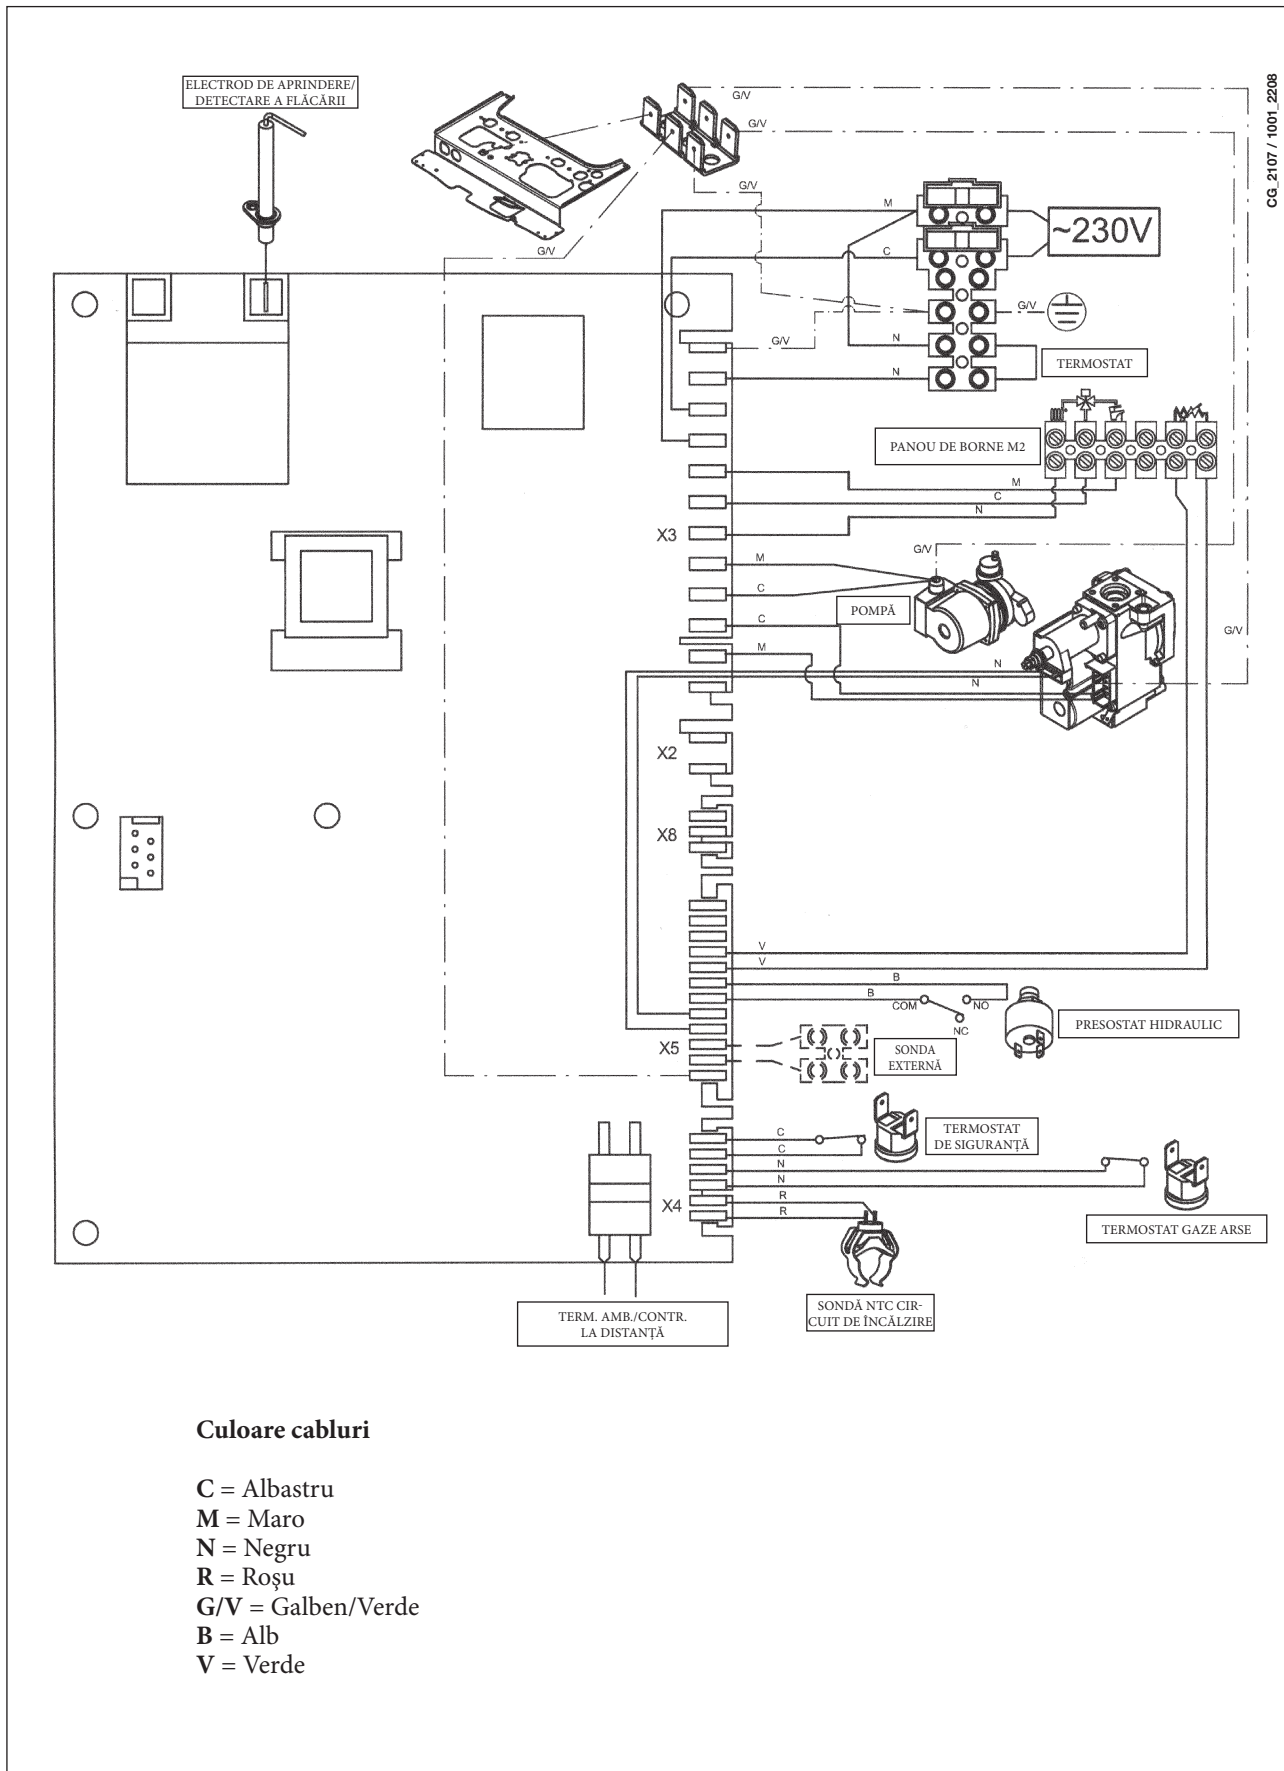 CG_2107 / 1001_2208
ELECTROD DE APRINDERE/
DETECTARE A FLĂCĂRII
G/V
G/V
G/V
G/V
M
~230V
C
G/V
G/V
N
TERMOSTAT
N
PANOU DE BORNE M2
M
C
N
X3
G/V
M
C
POMPĂ
C
G/V
M
N
N
X2
X8
V
V
B
B
COM
NO
NC
PRESOSTAT HIDRAULIC
X5
SONDA
EXTERNĂ
C
C
TERMOSTAT
DE SIGURANȚĂ
N
N
R
R
X4
TERMOSTAT GAZE ARSE
SONDĂ NTC CIR-
CUIT DE ÎNCĂLZIRE
TERM. AMB./CONTR.
LA DISTANȚĂ
Culoare cabluri
C = Albastru
M = Maro
N = Negru
R = Roşu
G/V = Galben/Verde
B = Alb
V = Verde